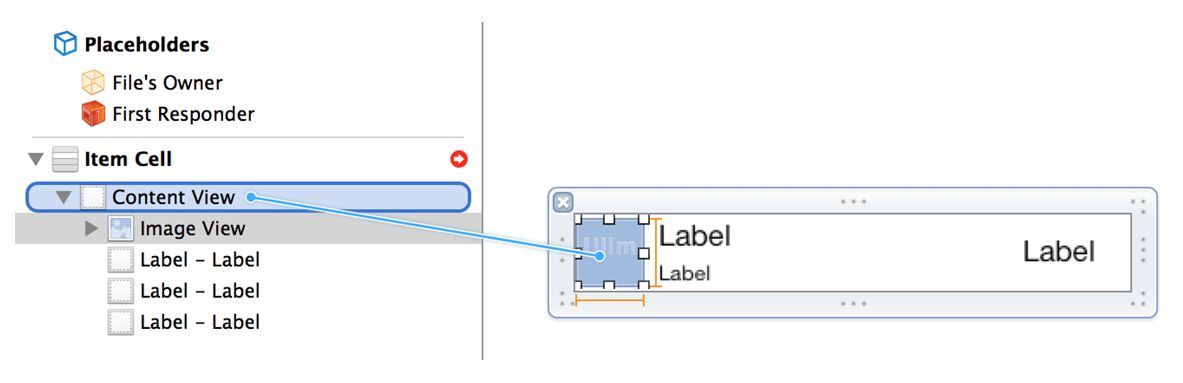 Placeholders
File's Owner
First Responder
Item Cell
Content View
Image View
Label – Label
Label – Label
Label – Label
Label
Label
Label